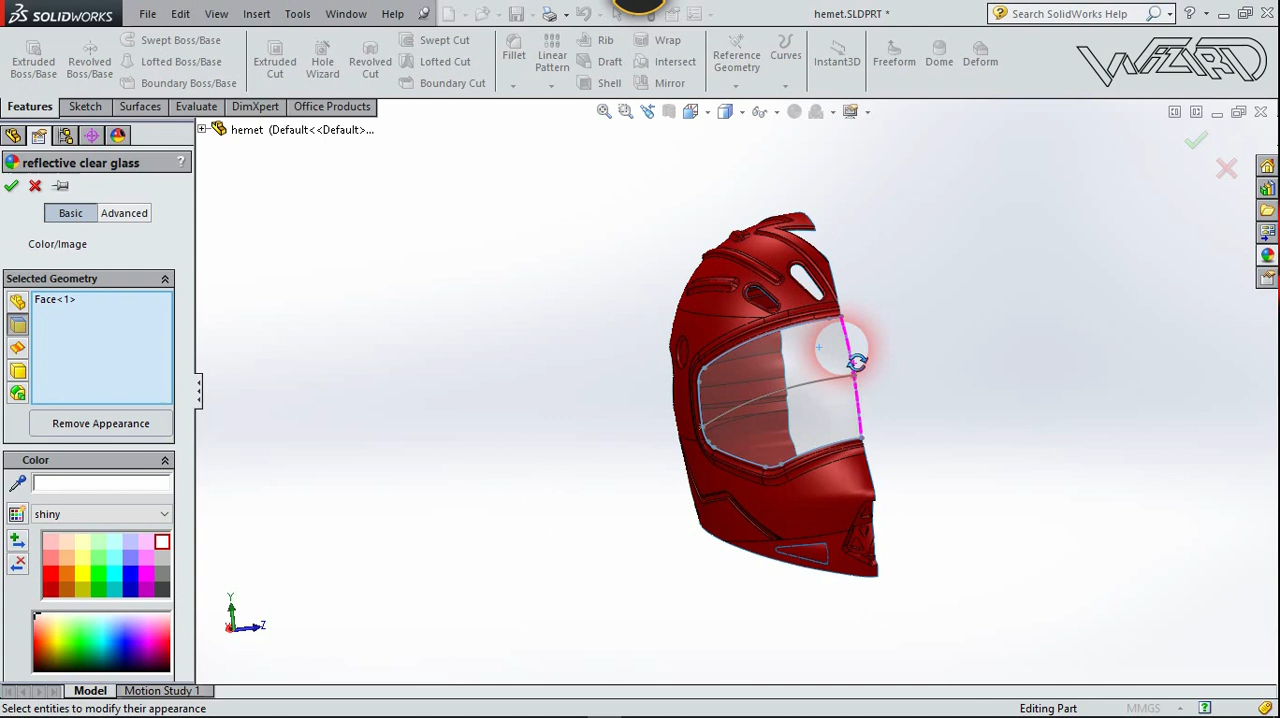 SOLIDWORKS File Edit View Insert Tools Window Help hemet.SLDPRT * Search SolidWorks Help
Extruded Boss/Base
Revolved Boss/Base
Swept Boss/Base
Lofted Boss/Base
Boundary Boss/Base
Extruded Cut
Hole Wizard
Revolved Cut
Swept Cut
Lofted Cut
Boundary Cut
Fillet
Linear Pattern
Rib
Draft
Shell
Wrap
Intersect
Mirror
Reference Geometry
Curves
Instant3D
Freeform
Dome
Deform
WIZARD
Features Sketch Surfaces Evaluate DimXpert Office Products
hemet (Default<<Default>...
reflective clear glass ?
Basic Advanced
Color/Image
Selected Geometry
Face<1>
Remove Appearance
Color
shiny
Y
X
Z
Model Motion Study 1
Select entities to modify their appearance Editing Part MMGS